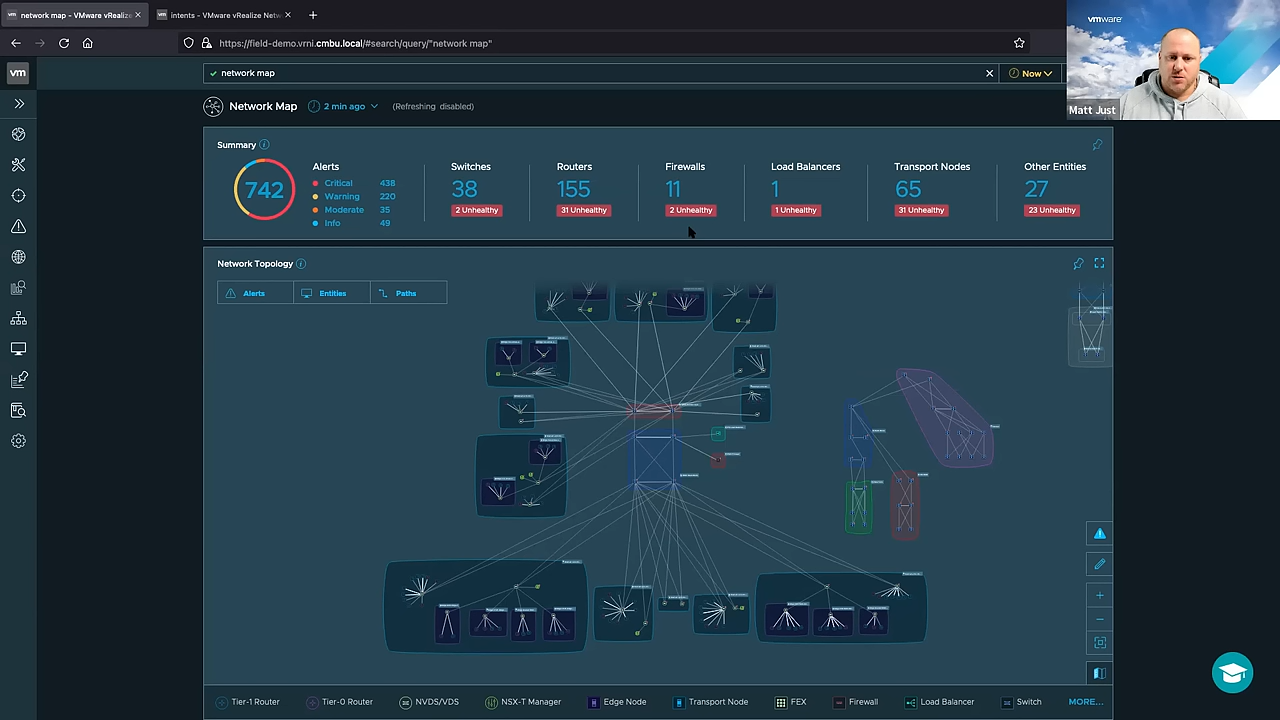 vm network map - VMware vRealize
vm intents - VMware vRealize Netw
https://field-demo.vrni.cmbu.local/#search/query/"network map"
vmware
Matt Just
vm
network map
Now
Network Map
2 min ago
(Refreshing disabled)
Summary
742
Alerts
Critical 438
Warning 220
Moderate 35
Info 49
Switches
38
2 Unhealthy
Routers
155
31 Unhealthy
Firewalls
11
2 Unhealthy
Load Balancers
1
1 Unhealthy
Transport Nodes
65
31 Unhealthy
Other Entities
27
23 Unhealthy
Network Topology
Alerts
Entities
Paths
Tier-1 Router
Tier-0 Router
NVDS/VDS
NSX-T Manager
Edge Node
Transport Node
FEX
Firewall
Load Balancer
Switch
MORE...